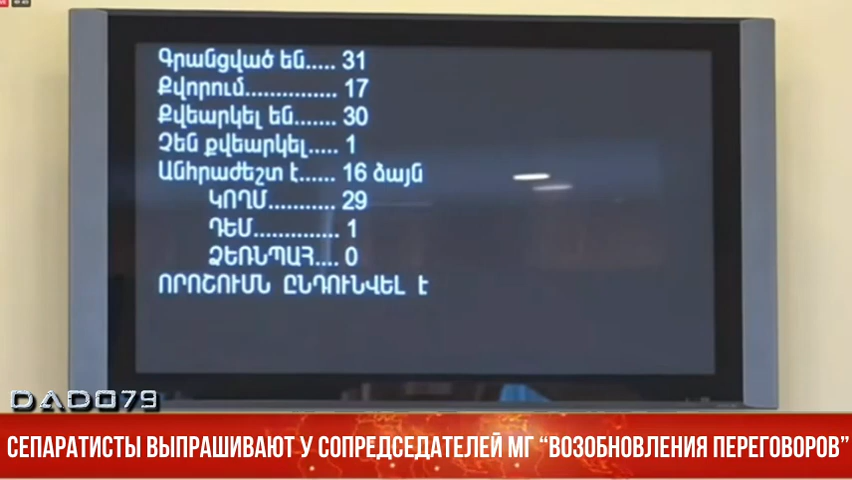 Գրանցված են..... 31
Քվորում............... 17
Քվեարկել են....... 30
Չեն քվեարկել..... 1
Անհրաժեշտ է...... 16 ձայն
ԿՈՂՄ........... 29
ԴԵՄ.............. 1
ՁԵՌՆՊԱՀ.... 0
ՈՐՈՇՈՒՄՆ ԸՆԴՈՒՆՎԵԼ է
DADO79
СЕПАРАТИСТЫ ВЫПРАШИВАЮТ У СОПРЕДСЕДАТЕЛЕЙ МГ “ВОЗОБНОВЛЕНИЯ ПЕРЕГОВОРОВ”